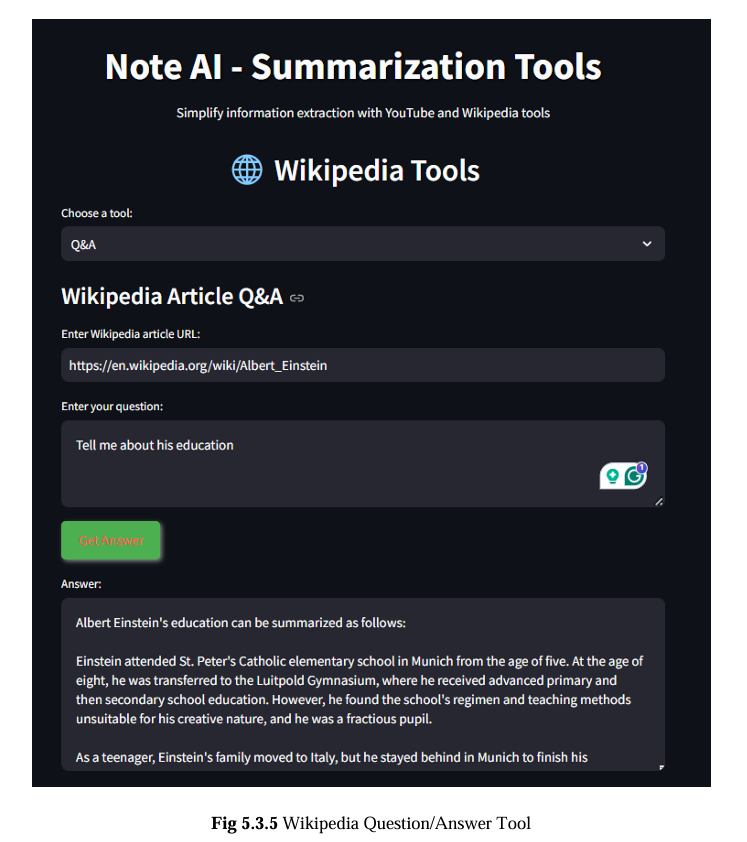 Note AI - Summarization Tools
Simplify information extraction with YouTube and Wikipedia tools
Wikipedia Tools
Choose a tool:
Q&A
Wikipedia Article Q&A
Enter Wikipedia article URL:
https://en.wikipedia.org/wiki/Albert_Einstein
Enter your question:
Tell me about his education
1
Get Answer
Answer:
Albert Einstein's education can be summarized as follows:
Einstein attended St. Peter's Catholic elementary school in Munich from the age of five. At the age of
eight, he was transferred to the Luitpold Gymnasium, where he received advanced primary and
then secondary school education. However, he found the school's regimen and teaching methods
unsuitable for his creative nature, and he was a fractious pupil.
As a teenager, Einstein's family moved to Italy, but he stayed behind in Munich to finish his
Fig 5.3.5 Wikipedia Question/Answer Tool